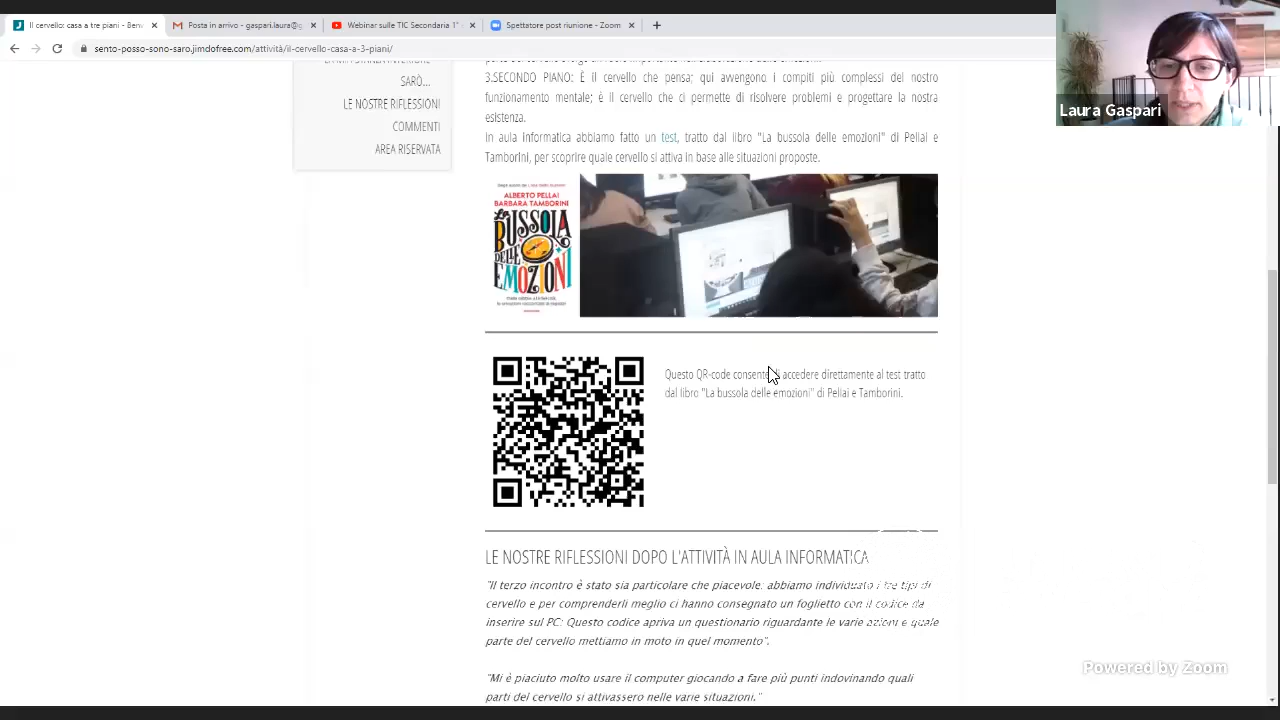 Il cervello: casa a tre piani - Ben
Posta in arrivo - gaspari.laura@g
Webinar sulle TIC Secondaria 1°
Spettatore post riunione - Zoom
sento-posso-sono-saro.jimdofree.com/attività/il-cervello-casa-a-3-piani/
Laura Gaspari
SARÒ...
LE NOSTRE RIFLESSIONI
COMMENTI
AREA RISERVATA
3.SECONDO PIANO: È il cervello che pensa; qui avvengono i compiti più complessi del nostro
funzionamento mentale; è il cervello che ci permette di risolvere problemi e progettare la nostra
esistenza.
In aula informatica abbiamo fatto un test, tratto dal libro "La bussola delle emozioni" di Pellai e
Tamborini, per scoprire quale cervello si attiva in base alle situazioni proposte.
ALBERTO PELLAI
BARBARA TAMBORINI
La
BUSSOLA
DELLE
EMOZIONI
Questo QR-code consente di accedere direttamente al test tratto
dal libro "La bussola delle emozioni" di Pellai e Tamborini.
LE NOSTRE RIFLESSIONI DOPO L'ATTIVITÀ IN AULA INFORMATICA
"Il terzo incontro è stato sia particolare che piacevole: abbiamo individuato i tre tipi di
cervello e per comprenderli meglio ci hanno consegnato un foglietto con il codice da
inserire sul PC: Questo codice apriva un questionario riguardante le varie azioni e quale
parte del cervello mettiamo in moto in quel momento".
"Mi è piaciuto molto usare il computer giocando a fare più punti indovinando quali
parti del cervello si attivassero nelle varie situazioni."
Powered by Zoom